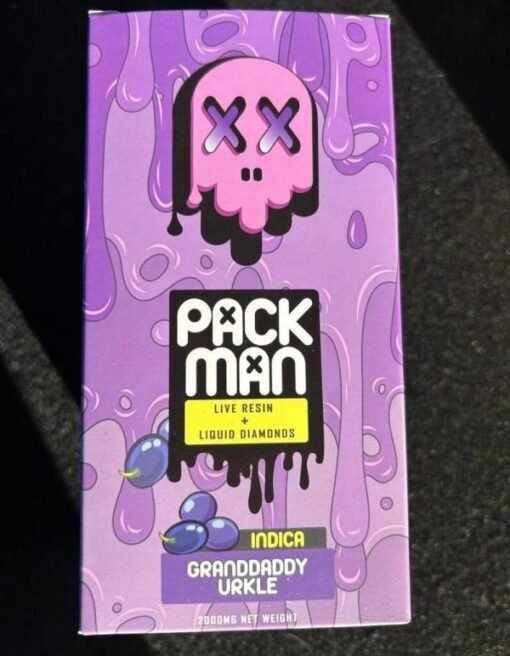 PACK
MAN
LIVE RESIN
+
LIQUID DIAMONDS
INDICA
GRANDDADDY
URKLE
2000MG NET WEIGHT